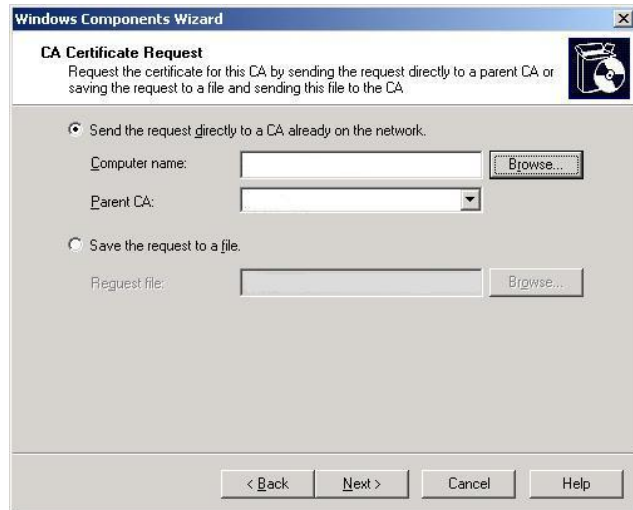 Windows Components Wizard
CA Certificate Request
Request the certificate for this CA by sending the request directly to a parent CA or
saving the request to a file and sending this file to the CA
Send the request directly to a CA already on the network.
Computer name:
Browse...
Parent CA:
Save the request to a file.
Request file:
Browse...
< Back
Next >
Cancel
Help